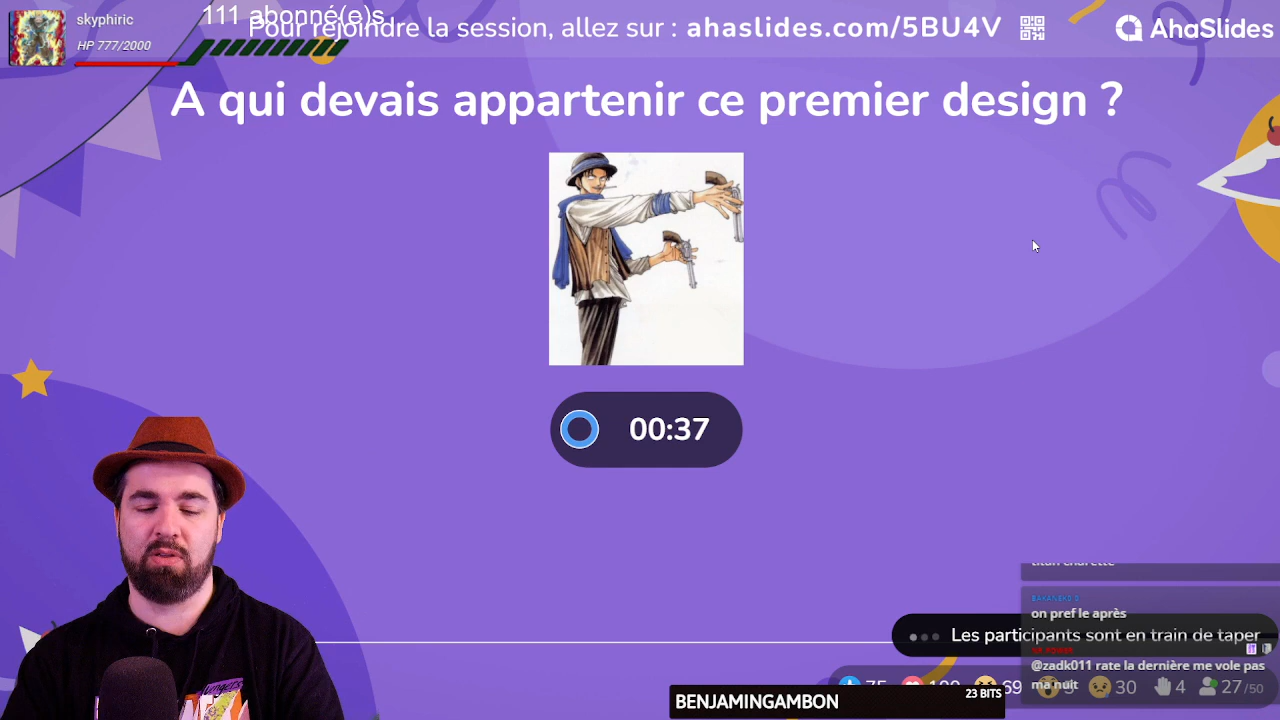 skyphiric
HP 777/2000
111 abonné(e)s
Pour rejoindre la session, allez sur : ahaslides.com/5BU4V
AhaSlides
A qui devais appartenir ce premier design ?
00:37
on pref le après
Les participants sont en train de taper
@zadk011 rate la dernière me vole pas
ma nuit
75
69
30
4
27/50
BENJAMINGAMBON
23 BITS